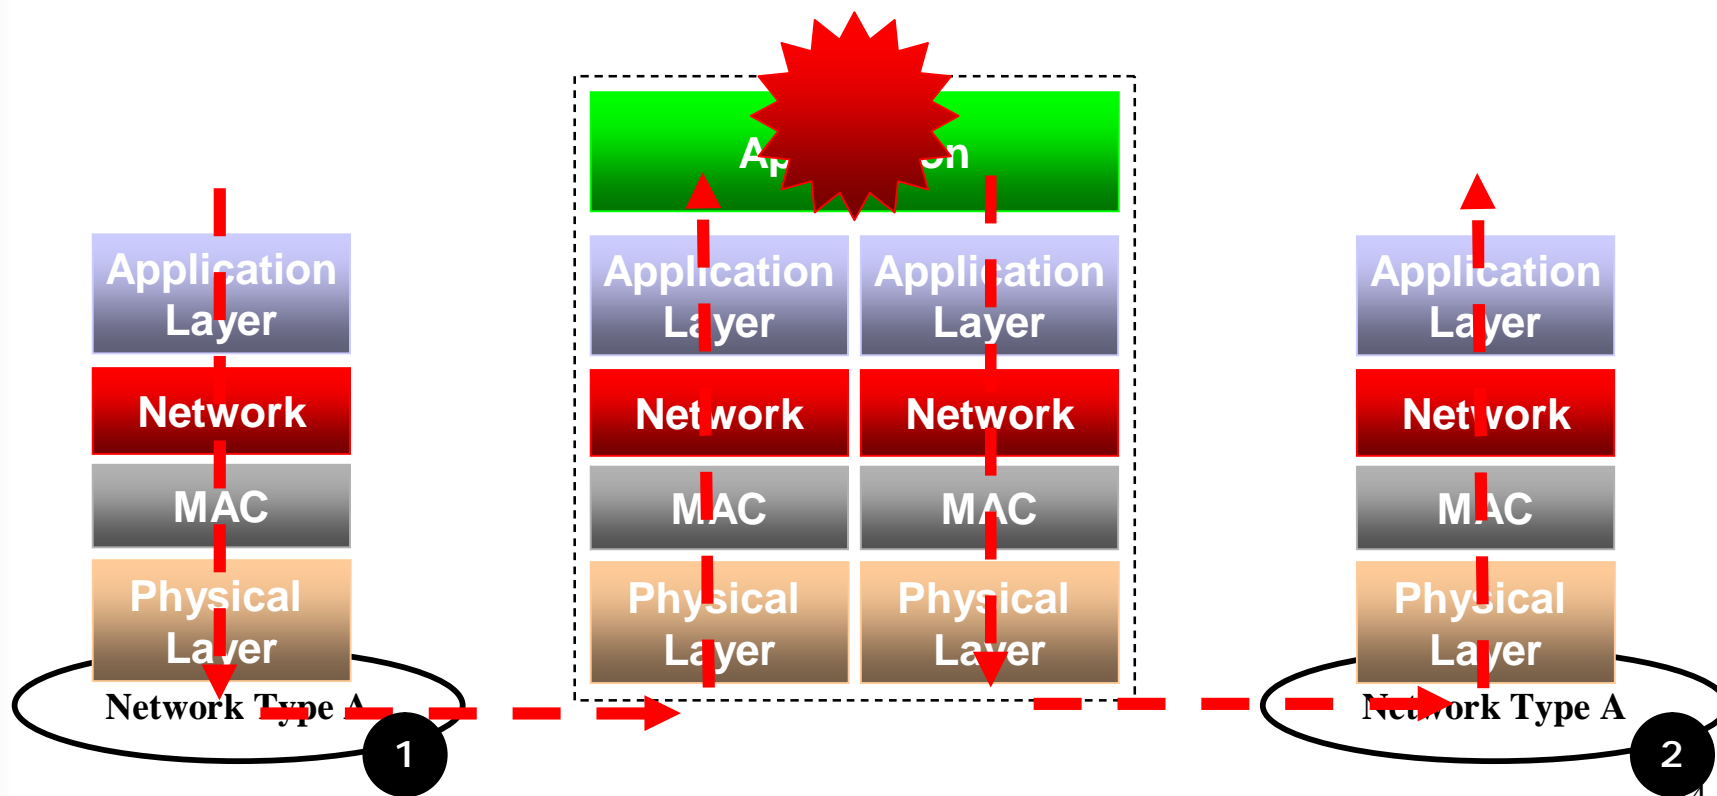 Application
Layer
Network
MAC
Physical
Layer
Network Type A
1
Application
Layer
Network
MAC
Physical
Layer
Application
Layer
Network
MAC
Physical
Layer
Application
Layer
Network
MAC
Physical
Layer
Network Type A
2